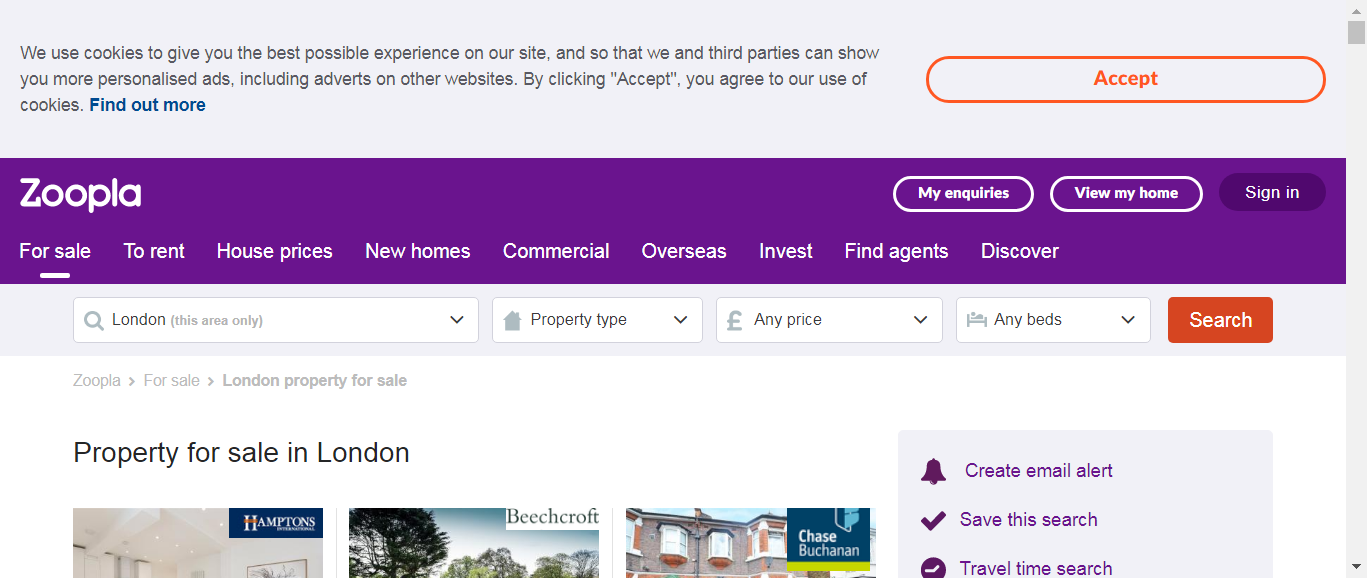 We use cookies to give you the best possible experience on our site, and so that we and third parties can show
you more personalised ads, including adverts on other websites. By clicking "Accept", you agree to our use of
cookies. Find out more
Accept
Zoopla
My enquiries
View my home
Sign in
For sale
To rent
House prices
New homes
Commercial
Overseas
Invest
Find agents
Discover
London (this area only)
Property type
Any price
Any beds
Search
Zoopla > For sale > London property for sale
Property for sale in London
HAMPTONS
INTERNATIONAL
Beechcroft
Chase
Buchanan
Create email alert
Save this search
Travel time search